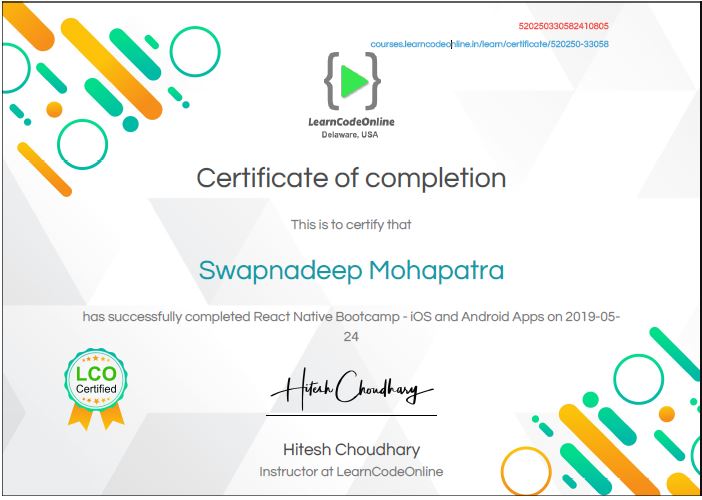 520250330582410805
courses.learncodeonline.in/learn/certificate/520250-33058
LearnCodeOnline
Delaware, USA
Certificate of completion
This is to certify that
Swapnadeep Mohapatra
has successfully completed React Native Bootcamp - iOS and Android Apps on 2019-05-
24
LCO
Certified
Hitesh Choudhary
Hitesh Choudhary
Instructor at LearnCodeOnline